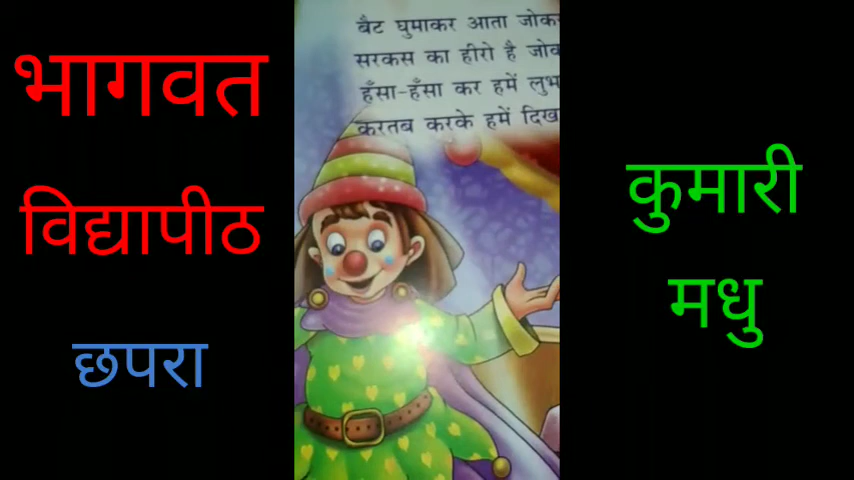 भागवत
विद्यापीठ
छपरा
बैट घुमाकर आता
सरकस का हीरो है
हँसा-हँसा कर हमें
करतब करके हमें
कुमारी
मधु